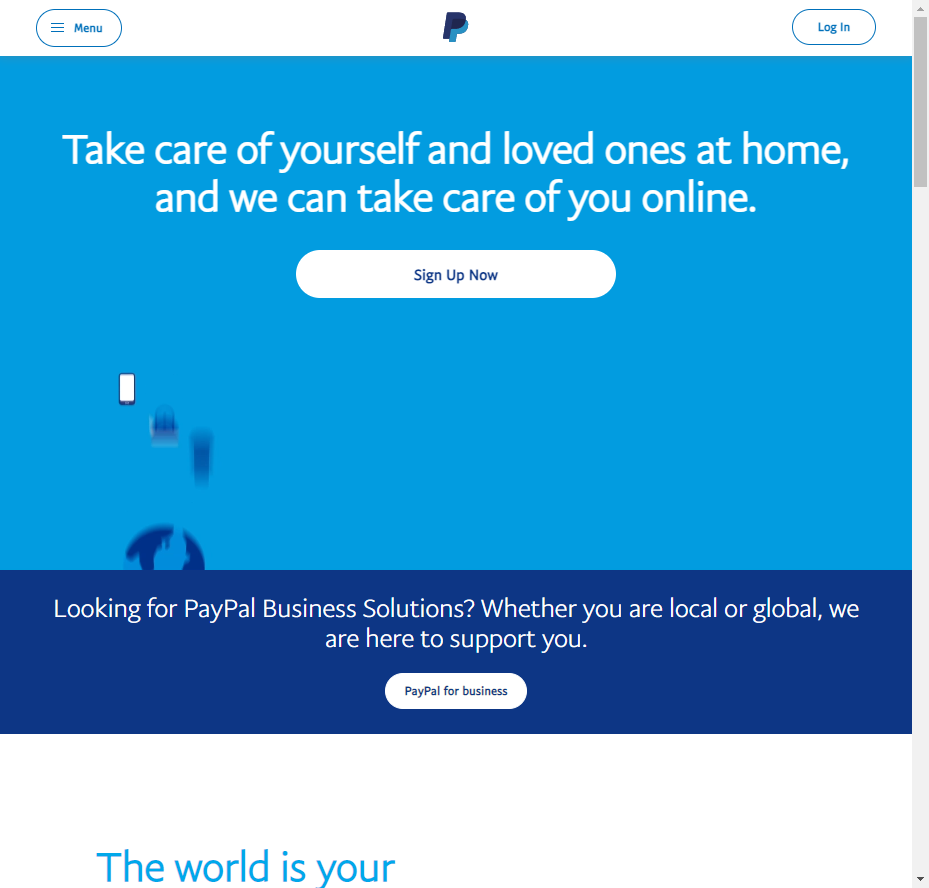 Menu
Log In
Take care of yourself and loved ones at home,
and we can take care of you online.
Sign Up Now
Looking for PayPal Business Solutions? Whether you are local or global, we
are here to support you.
PayPal for business
The world is your